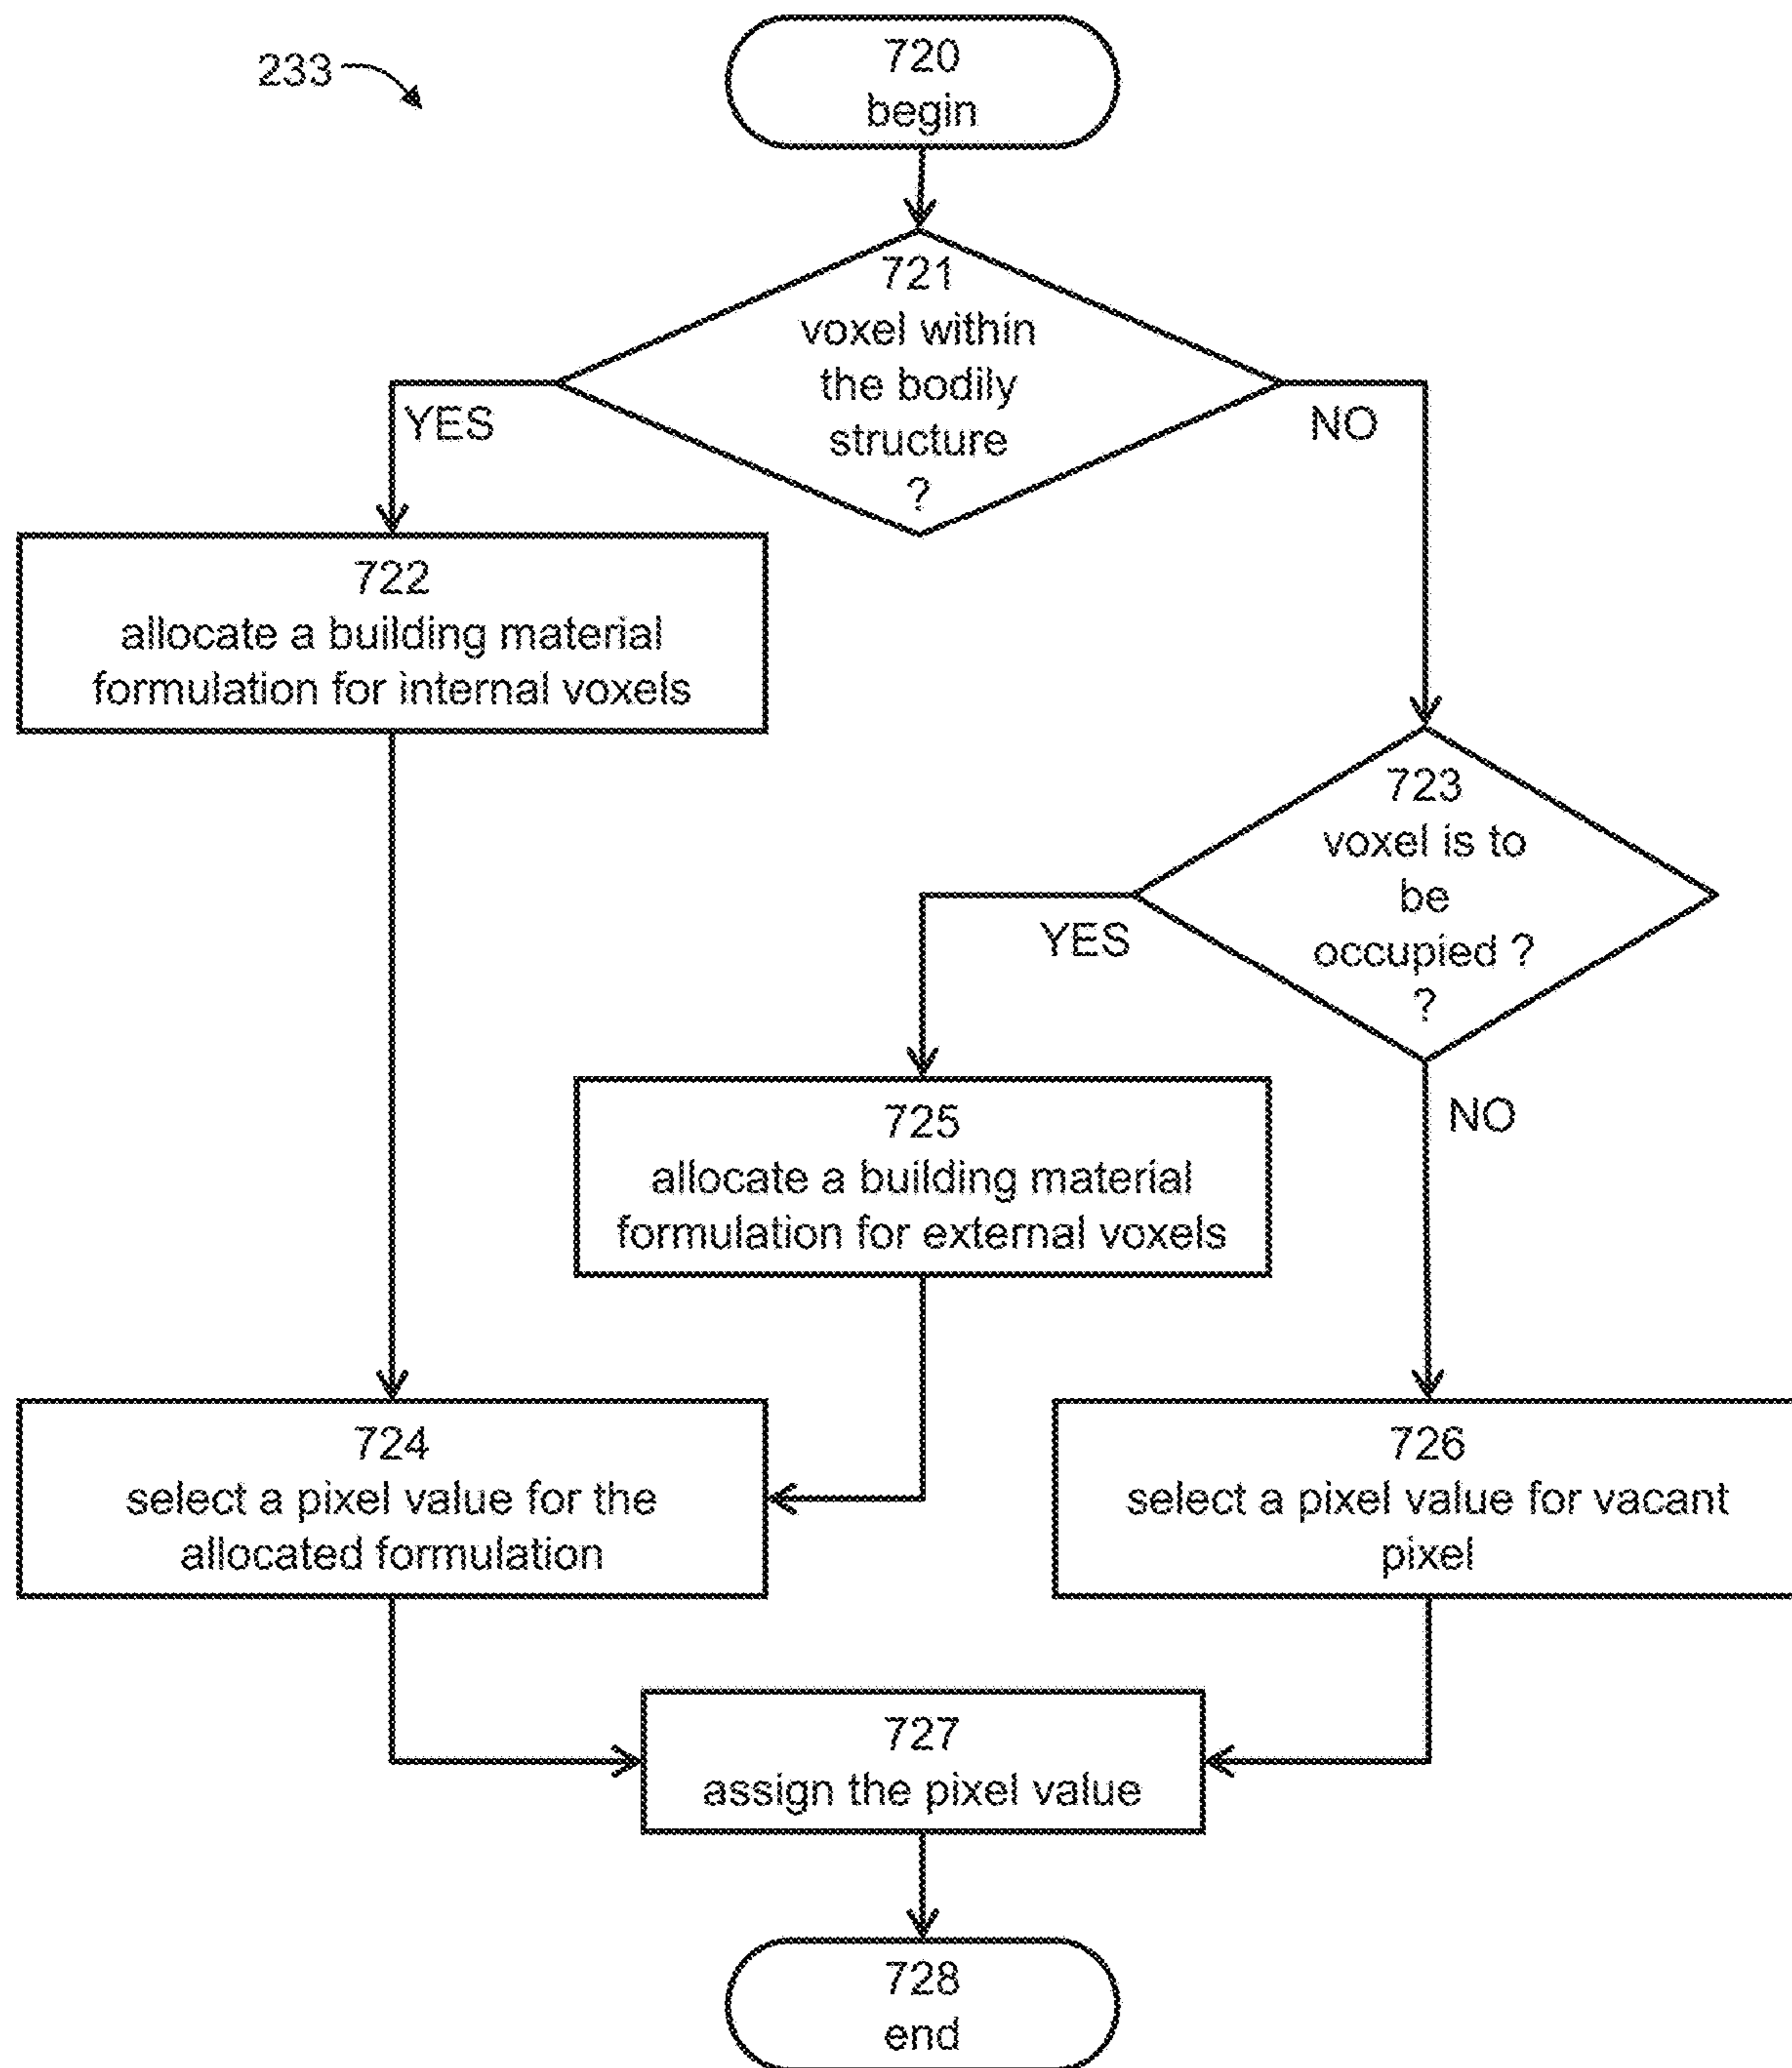 233
720
begin
721
voxel within
the bodily
structure
?
YES
NO
722
allocate a building material
formulation for internal voxels
723
voxel is to
be
occupied ?
?
YES
NO
725
allocate a building material
formulation for external voxels
724
select a pixel value for the
allocated formulation
726
select a pixel value for vacant
pixel
727
assign the pixel value
728
end